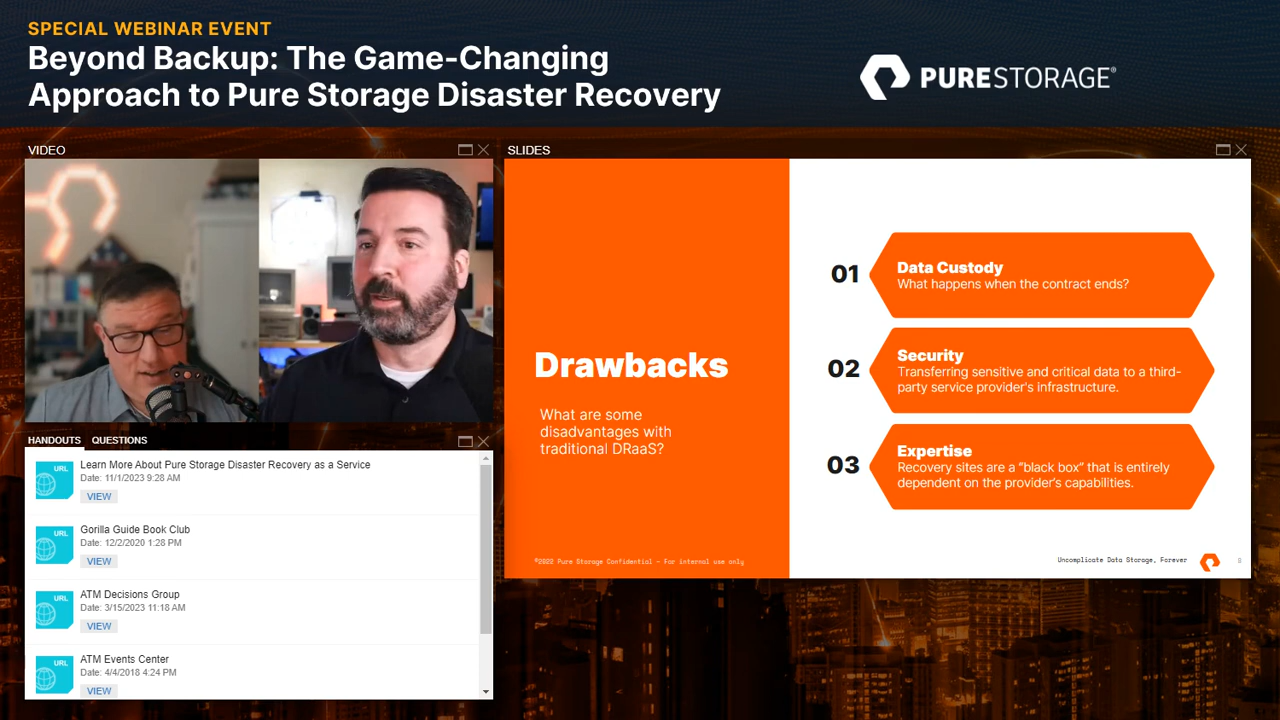 SPECIAL WEBINAR EVENT
Beyond Backup: The Game-Changing
Approach to Pure Storage Disaster Recovery
PURESTORAGE®
VIDEO
SLIDES
Drawbacks
What are some
disadvantages with
traditional DRaaS?
01
Data Custody
What happens when the contract ends?
02
Security
Transferring sensitive and critical data to a third-
party service provider's infrastructure.
03
Expertise
Recovery sites are a "black box" that is entirely
dependent on the provider's capabilities.
©2022 Pure Storage Confidential – For internal use only
Uncomplicate Data Storage, Forever
HANDOUTS QUESTIONS
URL
Learn More About Pure Storage Disaster Recovery as a Service
Date: 11/1/2023 9:28 AM
VIEW
URL
Gorilla Guide Book Club
Date: 12/2/2020 1:28 PM
VIEW
URL
ATM Decisions Group
Date: 3/15/2023 11:18 AM
VIEW
URL
ATM Events Center
Date: 4/4/2018 4:24 PM
VIEW